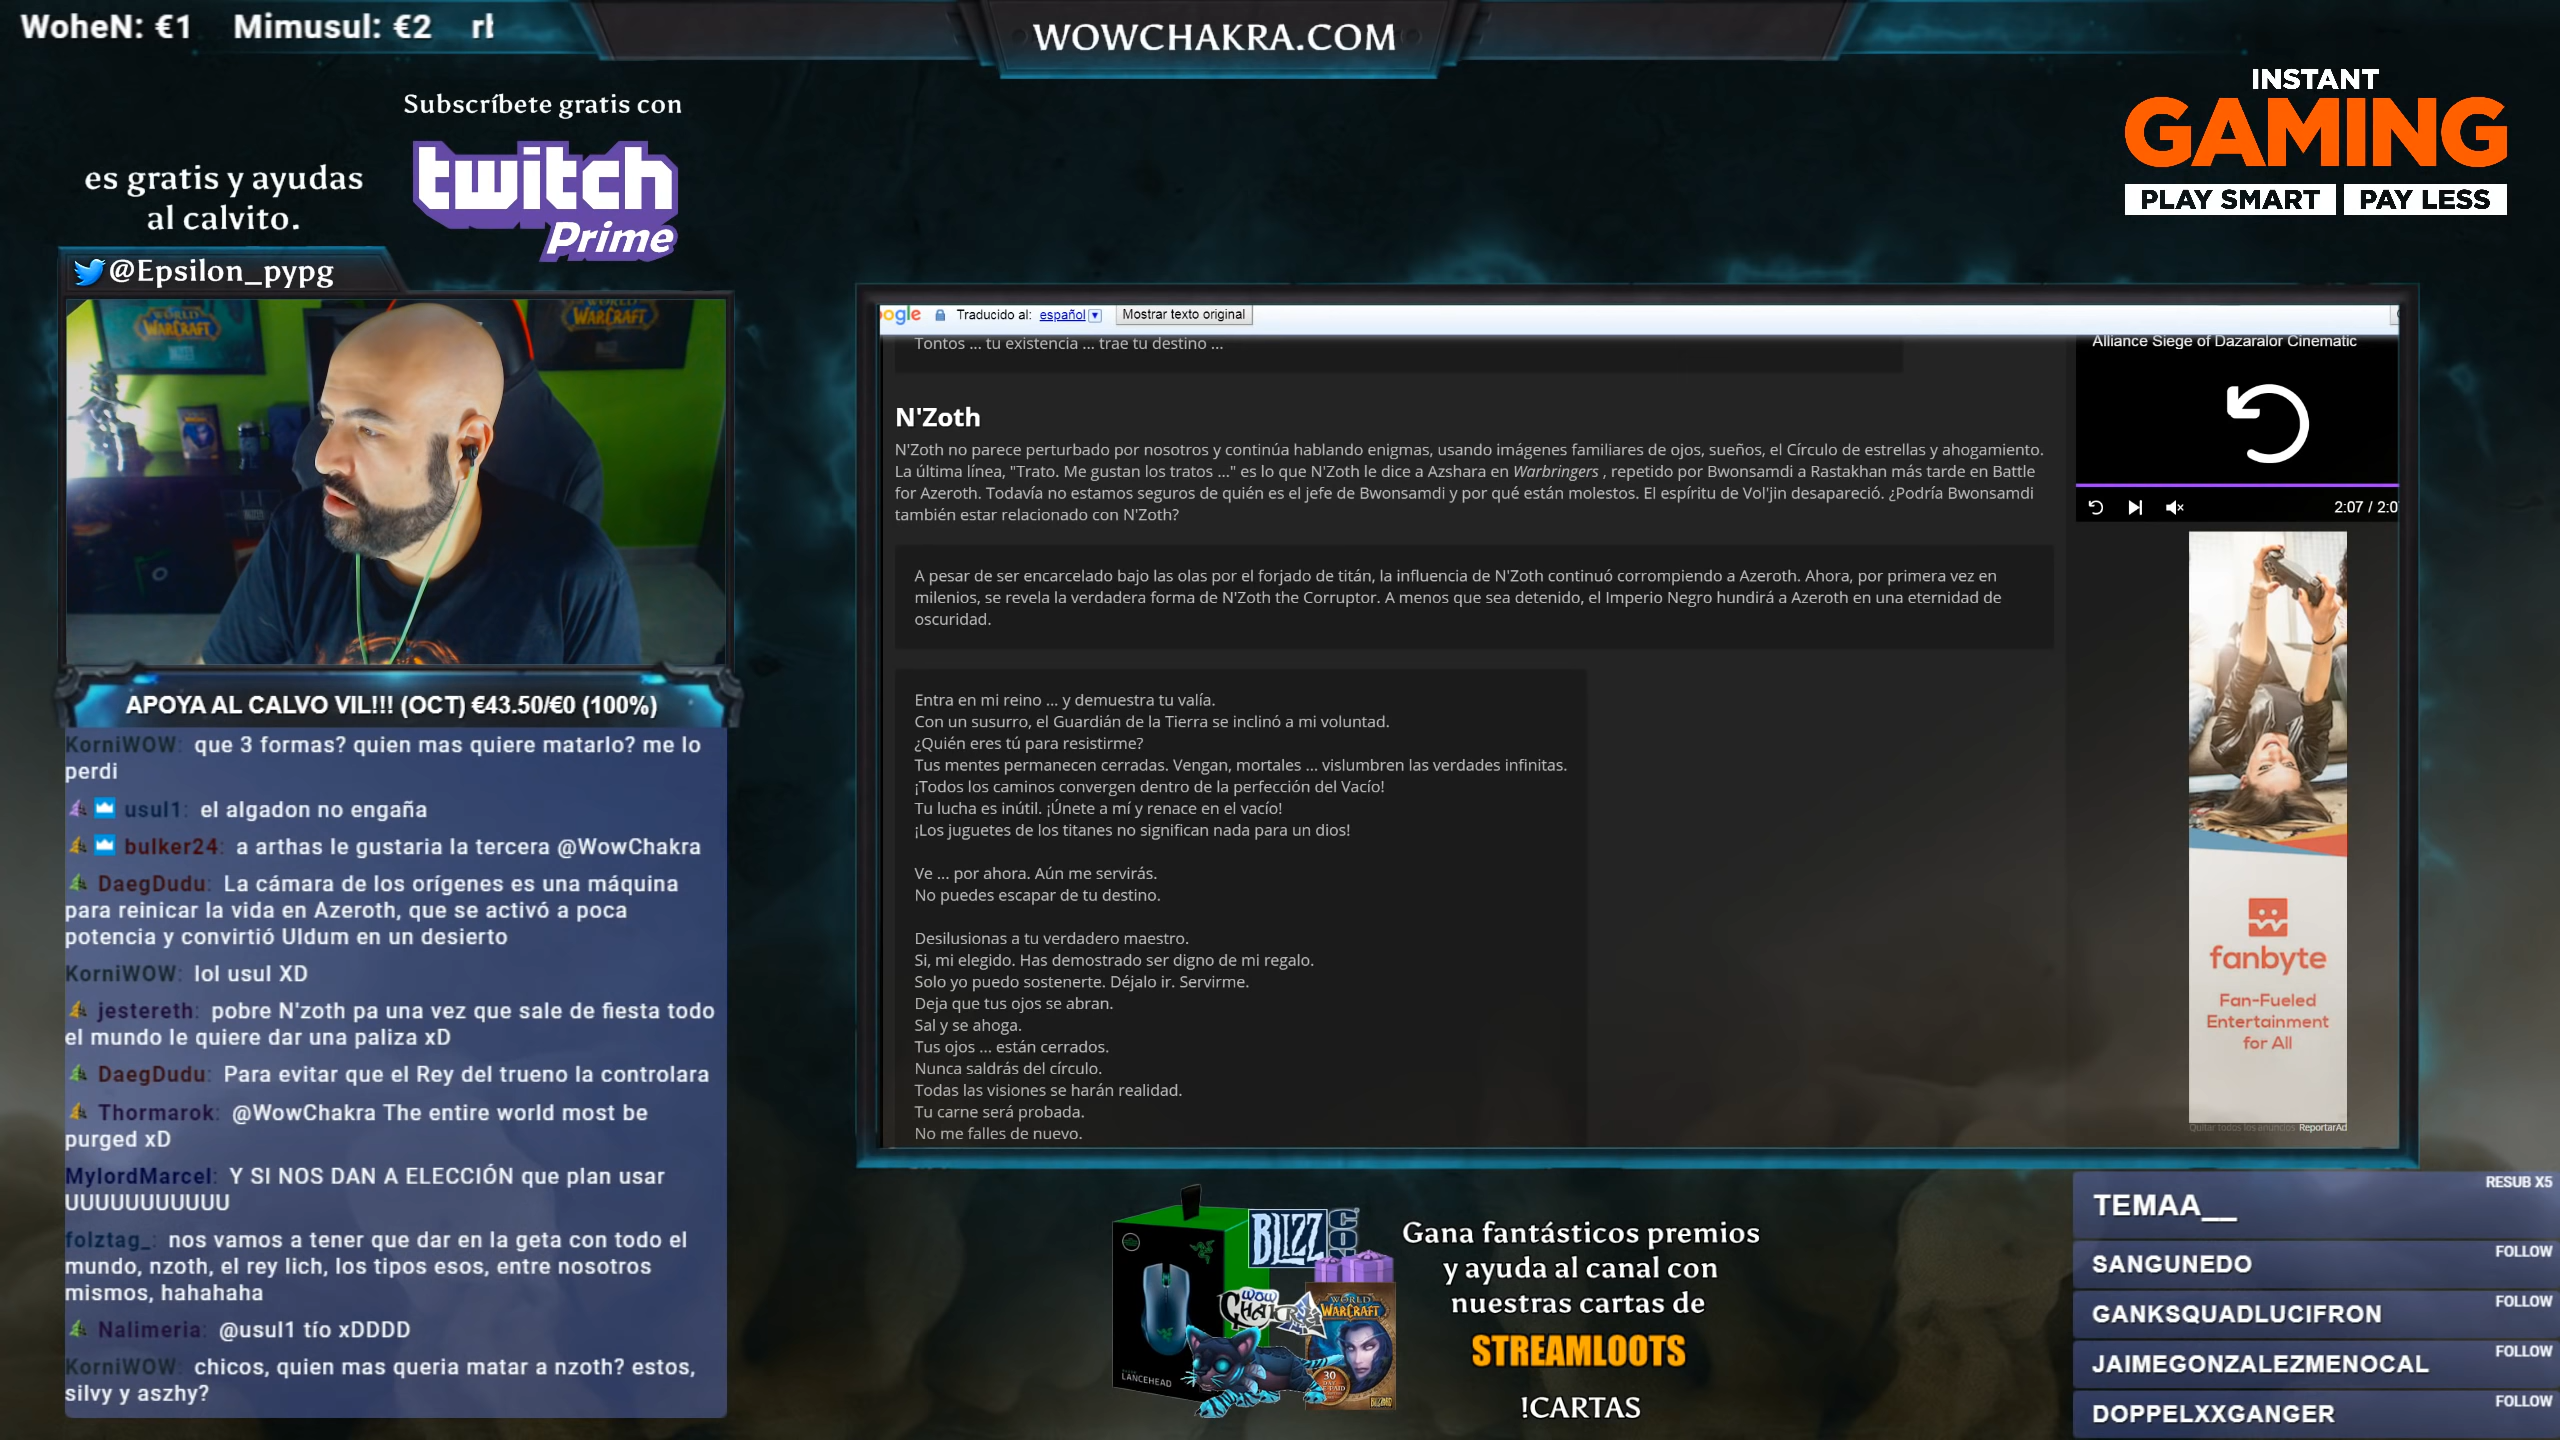 WoheN: €1 Mimusul: €2
WOWCHAKRA.COM
INSTANT
GAMING
PLAY SMART PAY LESS
Subscríbete gratis con
twitch
Prime
es gratis y ayudas
al calvito.
@Epsilon_pypg
WORLD
WARCRAFT
WARCRAFT
APOYA AL CALVO VIL!!! (OCT) €43.50/€0 (100%)
KorniWOW: que 3 formas? quien mas quiere matarlo? me lo
perdi
usul1: el algadon no engaña
bulker24: a arthas le gustaria la tercera @WowChakra
DaegDudu: La cámara de los orígenes es una máquina
para reinicar la vida en Azeroth, que se activó a poca
potencia y convirtió Uldum en un desierto
KorniWOW: lol usul XD
jestereth: pobre N'zoth pa una vez que sale de fiesta todo
el mundo le quiere dar una paliza xD
DaegDudu: Para evitar que el Rey del trueno la controlara
Thormarok: @WowChakra The entire world most be
purged xD
MylordMarcel: Y SI NOS DAN A ELECCIÓN que plan usar
UUUUUUUUUUU
folztag_: nos vamos a tener que dar en la geta con todo el
mundo, nzoth, el rey lich, los tipos esos, entre nosotros
mismos, hahahaha
Nalimeria: @usul1 tío xDDDD
KorniWOW: chicos, quien mas queria matar a nzoth? estos,
silvy y aszhy?
ogle Traducido al: español Mostrar texto original
Tontos ... tu existencia ... trae tu destino ...
N'Zoth
N'Zoth no parece perturbado por nosotros y continúa hablando enigmas, usando imágenes familiares de ojos, sueños, el Círculo de estrellas y ahogamiento.
La última línea, "Trato. Me gustan los tratos ..." es lo que N'Zoth le dice a Azshara en Warbringers , repetido por Bwonsamdi a Rastakhan más tarde en Battle
for Azeroth. Todavía no estamos seguros de quién es el jefe de Bwonsamdi y por qué están molestos. El espíritu de Vol'jin desapareció. ¿Podría Bwonsamdi
también estar relacionado con N'Zoth?
A pesar de ser encarcelado bajo las olas por el forjado de titán, la influencia de N'Zoth continuó corrompiendo a Azeroth. Ahora, por primera vez en
milenios, se revela la verdadera forma de N'Zoth the Corruptor. A menos que sea detenido, el Imperio Negro hundirá a Azeroth en una eternidad de
oscuridad.
Entra en mi reino ... y demuestra tu valía.
Con un susurro, el Guardián de la Tierra se inclinó a mi voluntad.
¿Quién eres tú para resistirme?
Tus mentes permanecen cerradas. Vengan, mortales ... vislumbren las verdades infinitas.
¡Todos los caminos convergen dentro de la perfección del Vacío!
Tu lucha es inútil. ¡Únete a mí y renace en el vacío!
¡Los juguetes de los titanes no significan nada para un dios!
Ve ... por ahora. Aún me servirás.
No puedes escapar de tu destino.
Desilusionas a tu verdadero maestro.
Si, mi elegido. Has demostrado ser digno de mi regalo.
Solo yo puedo sostenerte. Déjalo ir. Servirme.
Deja que tus ojos se abran.
Sal y se ahoga.
Tus ojos ... están cerrados.
Nunca saldrás del círculo.
Todas las visiones se harán realidad.
Tu carne será probada.
No me falles de nuevo.
Alliance Siege of Dazaralor Cinematic
2:07 / 2:0
fanbyte
Fan-Fueled
Entertainment
for All
Quitar todos los anuncios ReportarAd
BLIZZ
CON
WOW
CHAKRA
WORLD
WARCRAFT
30
BLIZZARD
LANCEHEAD
Gana fantásticos premios
y ayuda al canal con
nuestras cartas de
STREAMLOOTS
!CARTAS
RESUB X5
TEMAA__
FOLLOW
SANGUNEDO
FOLLOW
GANKSQUADLUCIFRON
FOLLOW
JAIMEGONZALEZMENOCAL
FOLLOW
DOPPELXXGANGER